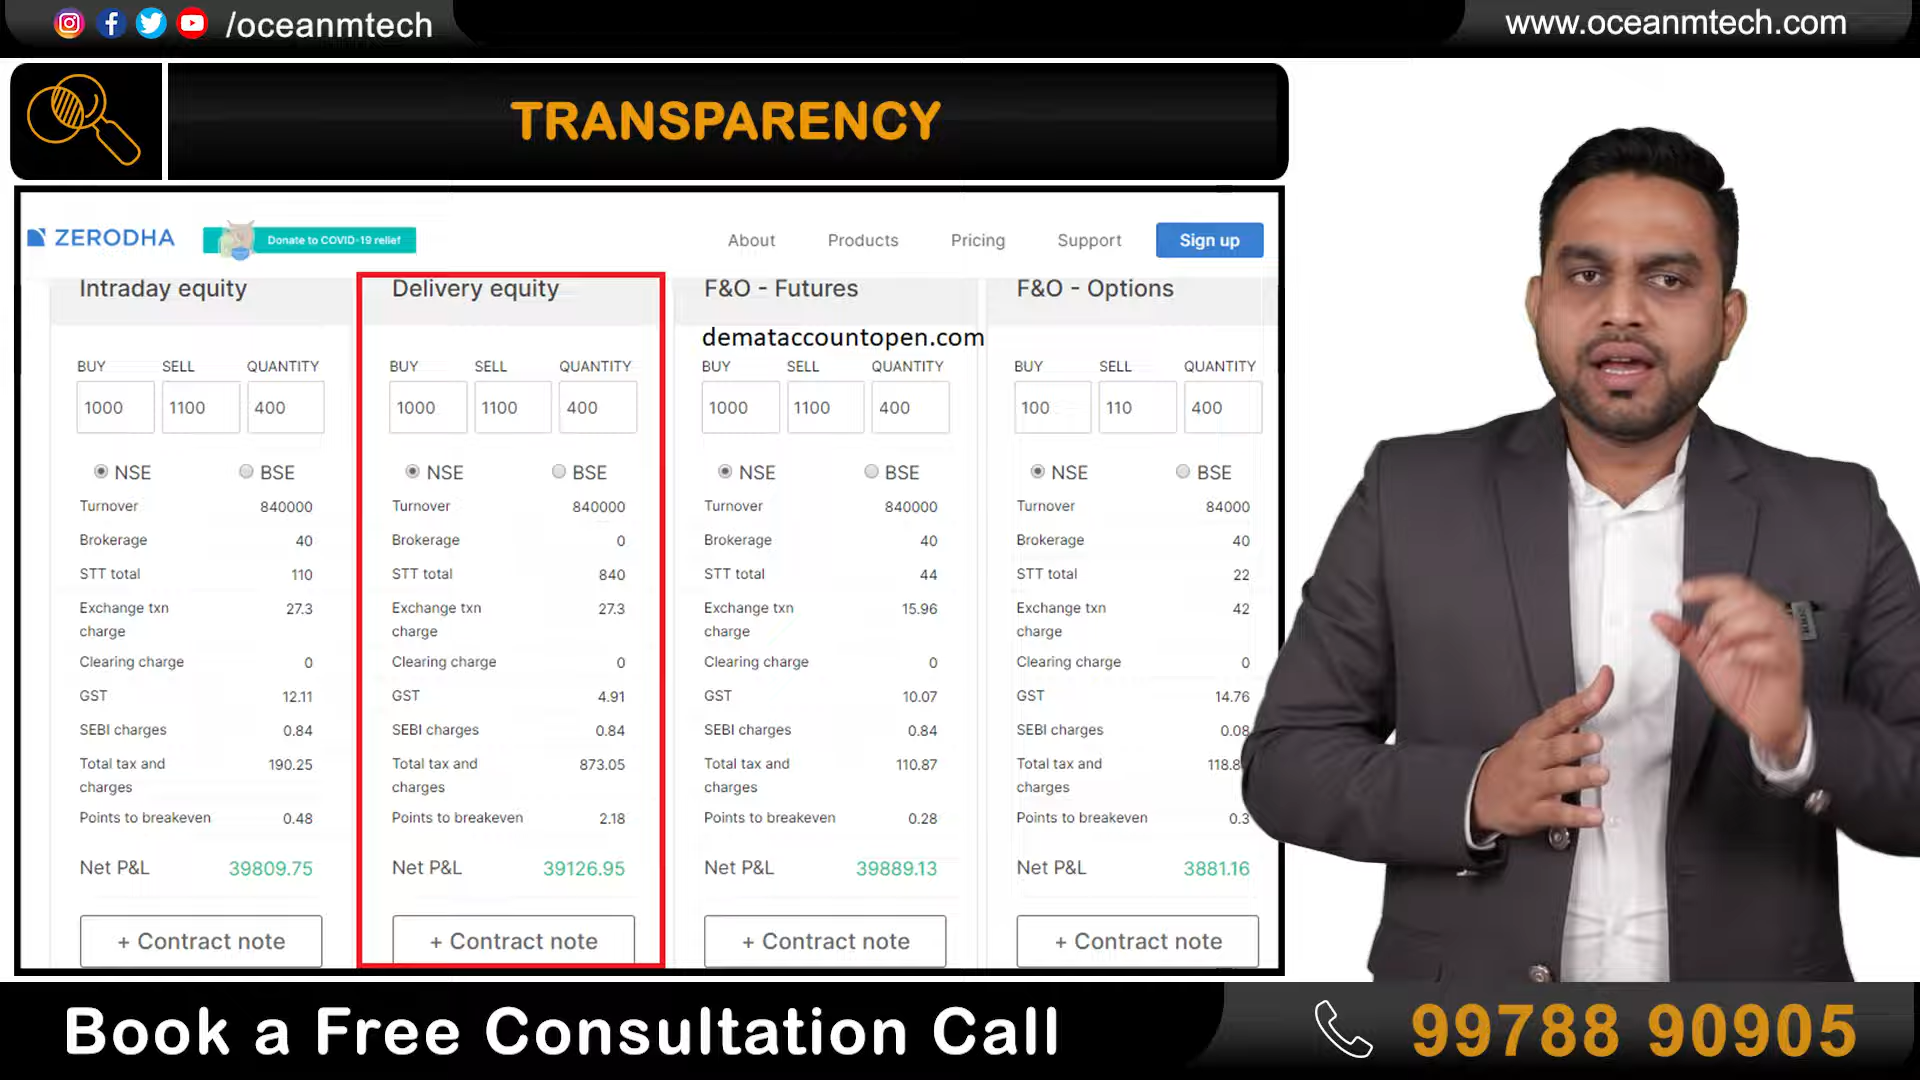 /oceanmtech
www.oceanmtech.com
TRANSPARENCY
ZERODHA
Donate to COVID-19 relief
About Products Pricing Support Sign up
Intraday equity
BUY SELL QUANTITY
1000 1100 400
NSE BSE
Turnover 840000
Brokerage 40
STT total 110
Exchange txn charge 27.3
Clearing charge 0
GST 12.11
SEBI charges 0.84
Total tax and charges 190.25
Points to breakeven 0.48
Net P&L 39809.75
+ Contract note
Delivery equity
BUY SELL QUANTITY
1000 1100 400
NSE BSE
Turnover 840000
Brokerage 0
STT total 840
Exchange txn charge 27.3
Clearing charge 0
GST 4.91
SEBI charges 0.84
Total tax and charges 873.05
Points to breakeven 2.18
Net P&L 39126.95
+ Contract note
F&O - Futures
demataccountopen.com
BUY SELL QUANTITY
1000 1100 400
NSE BSE
Turnover 840000
Brokerage 40
STT total 44
Exchange txn charge 15.96
Clearing charge 0
GST 10.07
SEBI charges 0.84
Total tax and charges 110.87
Points to breakeven 0.28
Net P&L 39889.13
+ Contract note
F&O - Options
BUY SELL QUANTITY
100 110 400
NSE BSE
Turnover 84000
Brokerage 40
STT total 22
Exchange txn charge 42
Clearing charge 0
GST 14.76
SEBI charges 0.08
Total tax and charges
Points to breakeven 0.3
Net P&L 3881.16
+ Contract note
Book a Free Consultation Call
99788 90905